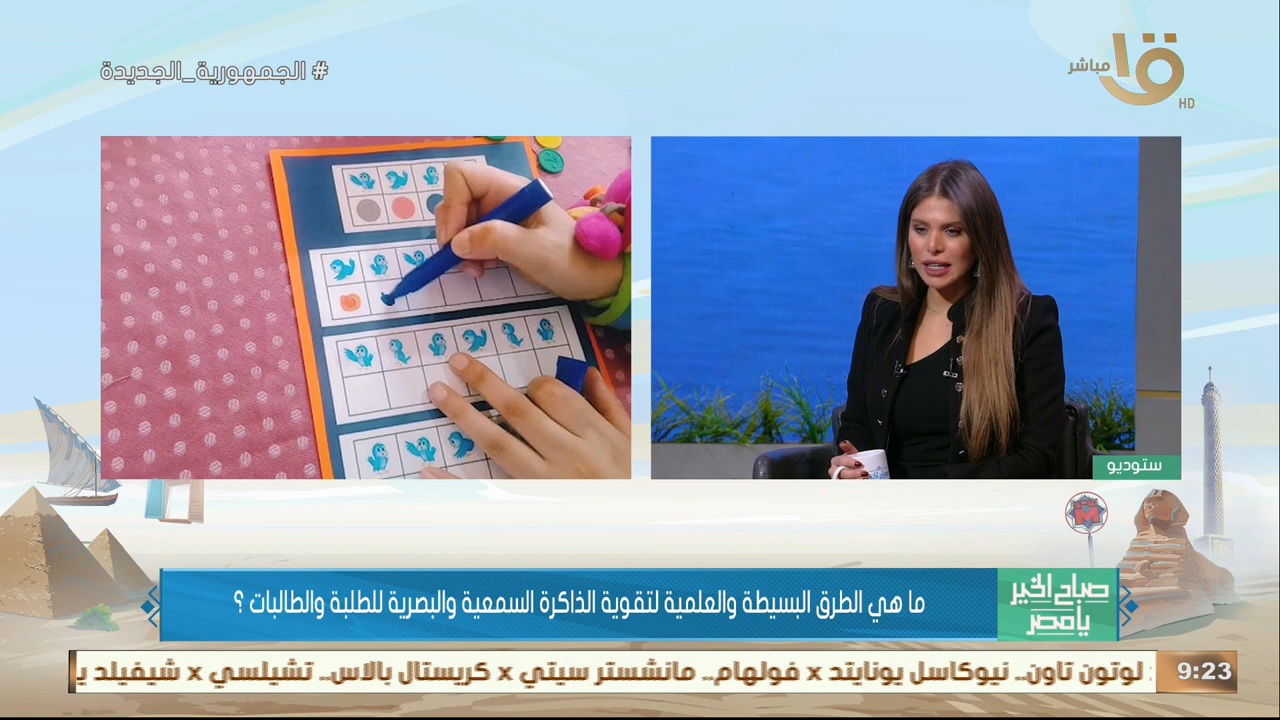 # الجمهورية_الجديدة
مباشر
HD
ستوديو
صباح الخير
يا مصر
ما هي الطرق البسيطة والعلمية لتقوية الذاكرة السمعية والبصرية للطلبة والطالبات ؟
9:23
لوتون تاون.. نيوكاسل يونايتد x فولهام.. مانشستر سيتي x كريستال بالاس.. تشيلسي x شيفيلد